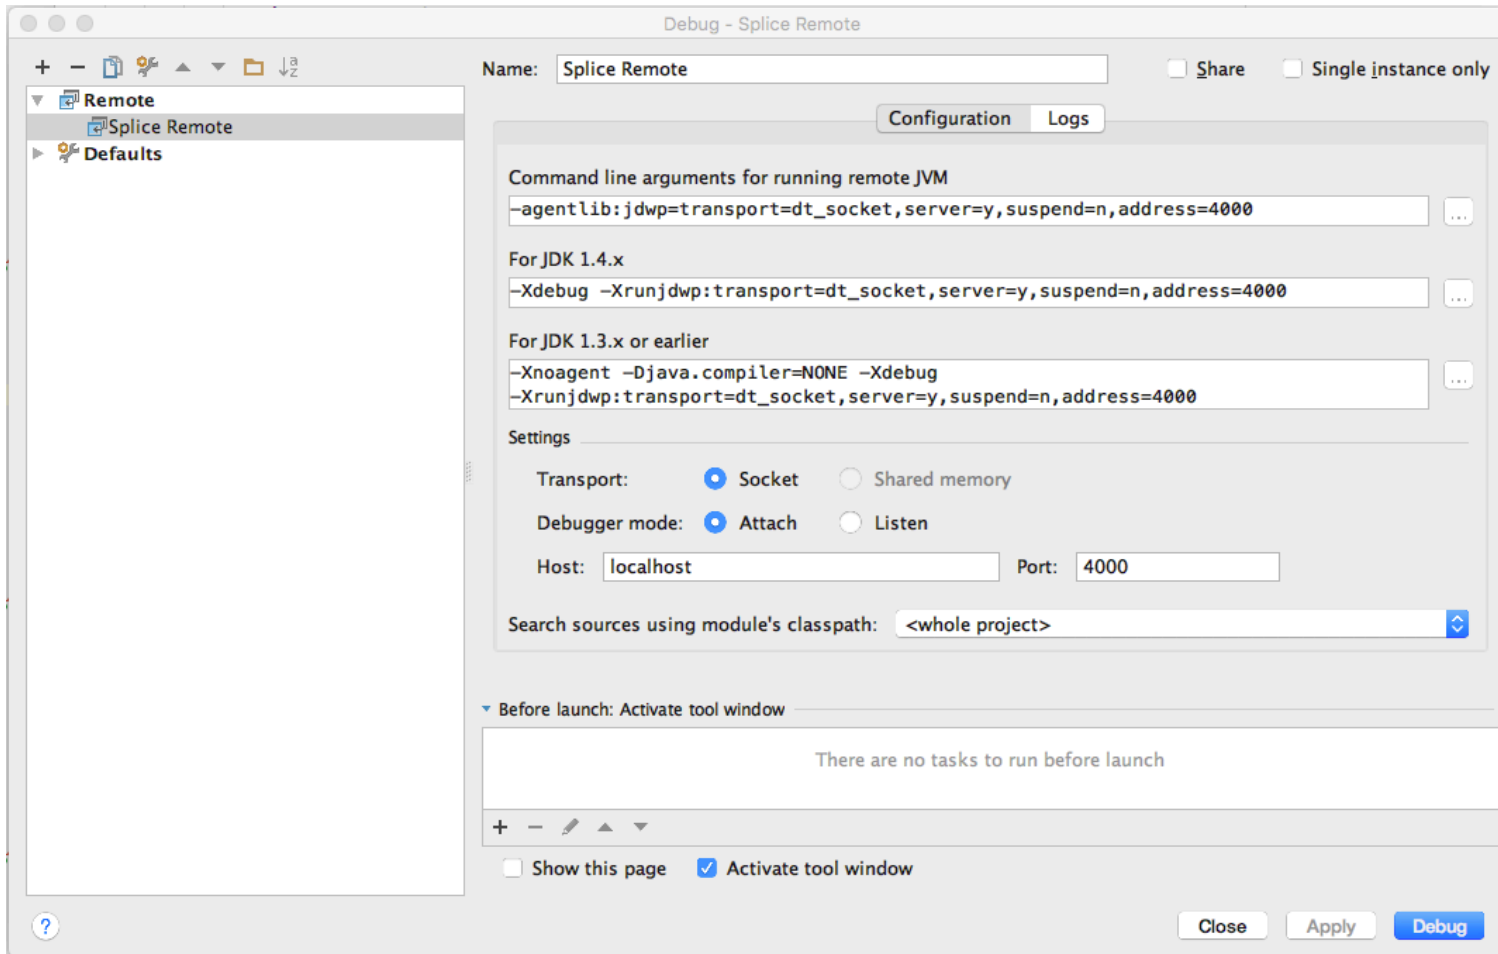 Debug - Splice Remote
Remote
Splice Remote
Defaults
Name: Splice Remote Share Single instance only
Configuration Logs
Command line arguments for running remote JVM
-agentlib:jdwp=transport=dt_socket,server=y,suspend=n,address=4000
...
For JDK 1.4.x
-Xdebug -Xrunjdwp:transport=dt_socket,server=y,suspend=n,address=4000
...
For JDK 1.3.x or earlier
-Xnoagent -Djava.compiler=NONE -Xdebug
-Xrunjdwp:transport=dt_socket,server=y,suspend=n,address=4000
...
Settings
Transport: Socket Shared memory
Debugger mode: Attach Listen
Host: localhost Port: 4000
Search sources using module's classpath: <whole project>
Before launch: Activate tool window
There are no tasks to run before launch
Show this page Activate tool window
? Close Apply Debug